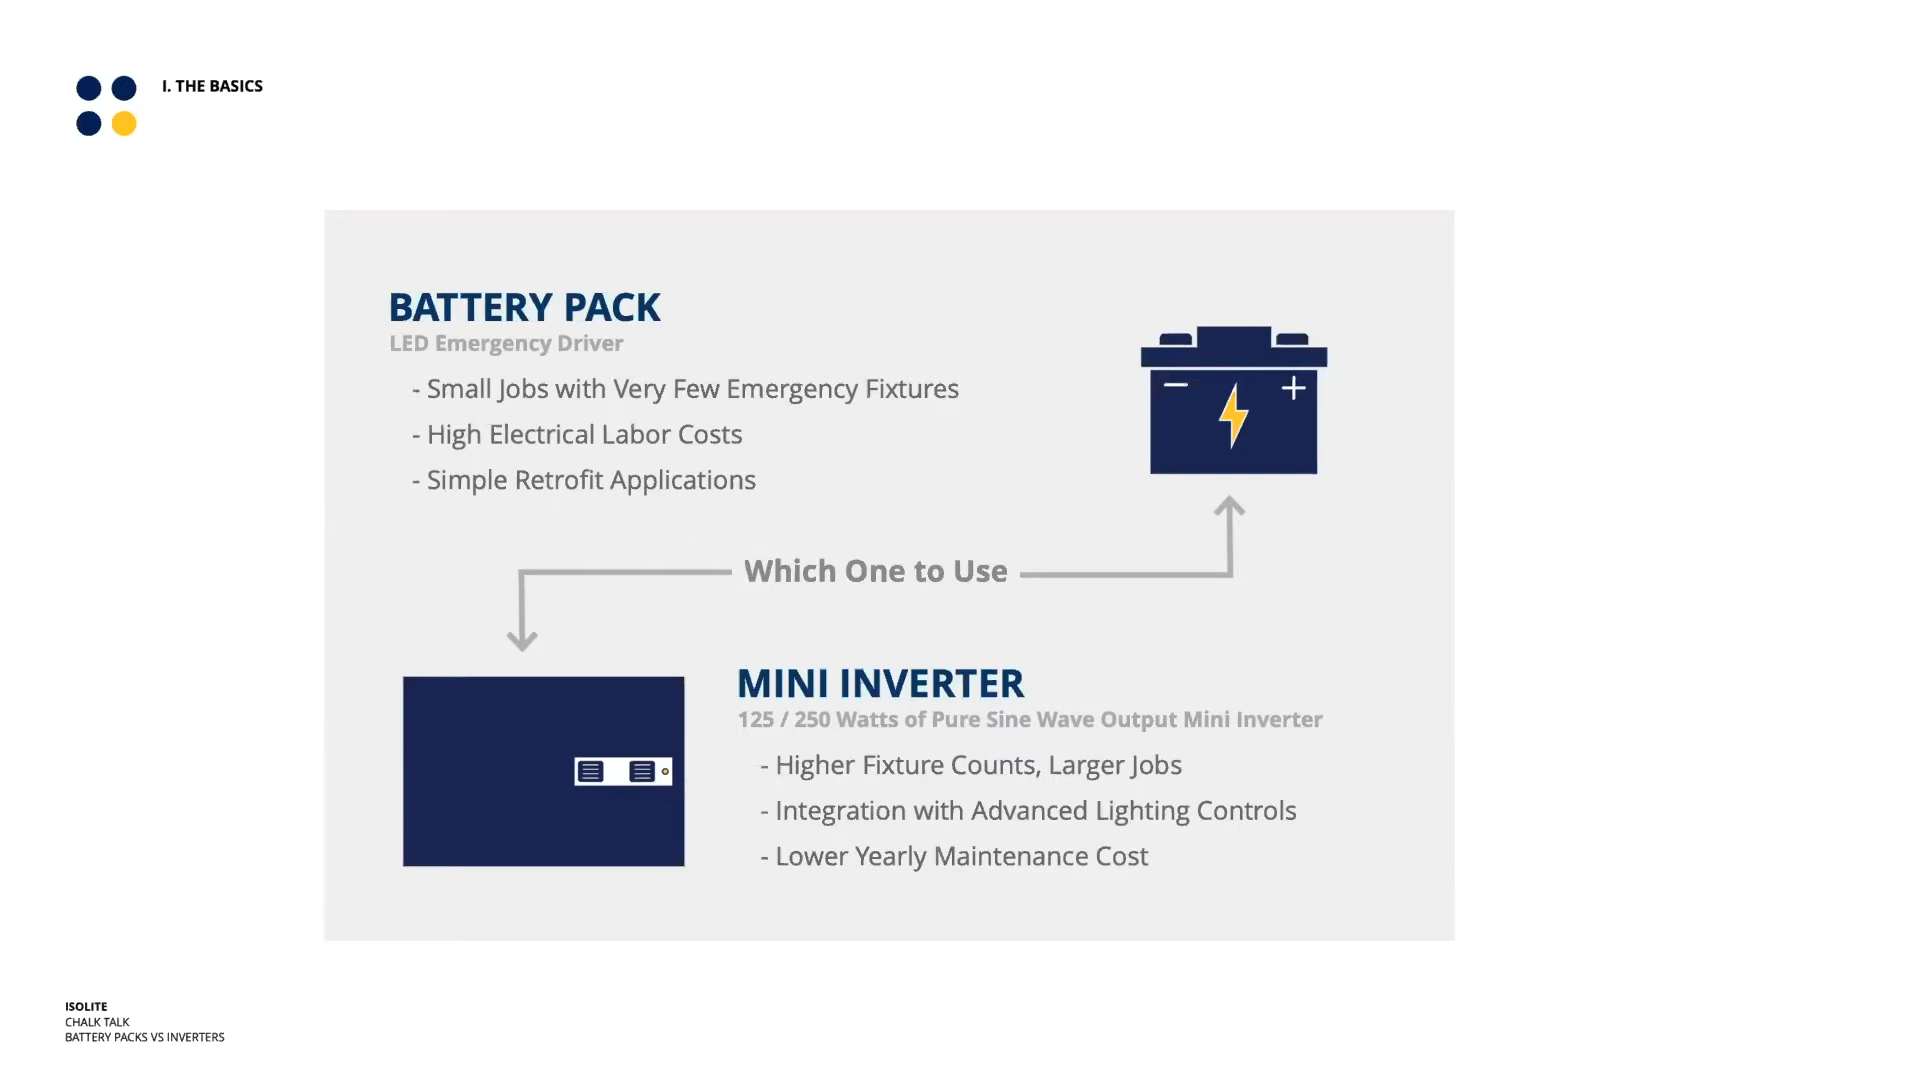 I. THE BASICS
BATTERY PACK
LED Emergency Driver
- Small Jobs with Very Few Emergency Fixtures
- High Electrical Labor Costs
- Simple Retrofit Applications
Which One to Use
MINI INVERTER
125 / 250 Watts of Pure Sine Wave Output Mini Inverter
- Higher Fixture Counts, Larger Jobs
- Integration with Advanced Lighting Controls
- Lower Yearly Maintenance Cost
ISOLITE
CHALK TALK
BATTERY PACKS VS INVERTERS